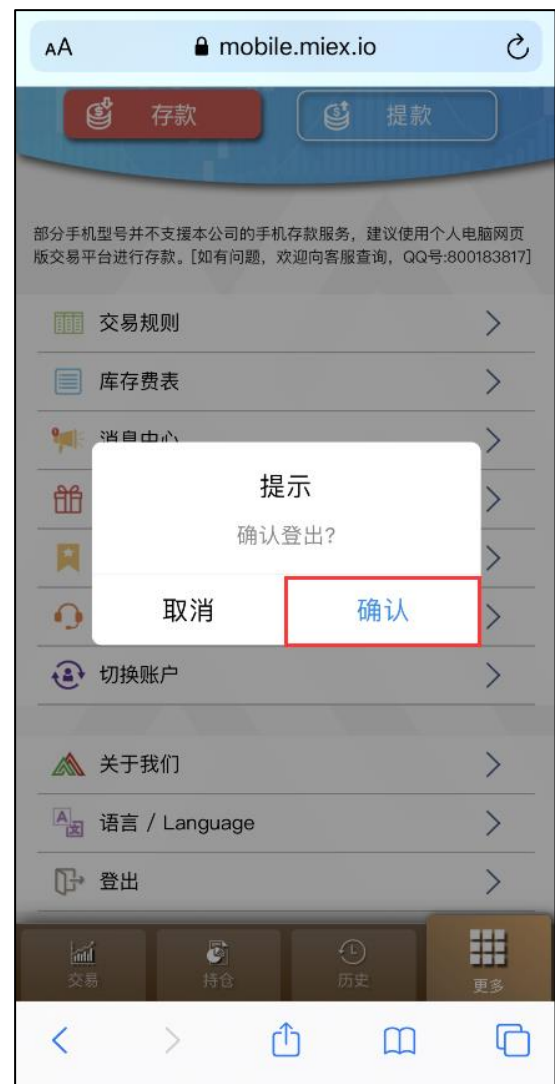 AA mobile.miex.io
存款 提款
部分手机型号并不支援本公司的手机存款服务，建议使用个人电脑网页
版交易平台进行存款。[如有问题，欢迎向客服查询，QQ号:800183817]
交易规则
库存费表
消息中心
提示
确认登出?
取消 确认
切换账户
关于我们
语言 / Language
登出
交易 持仓 历史 更多